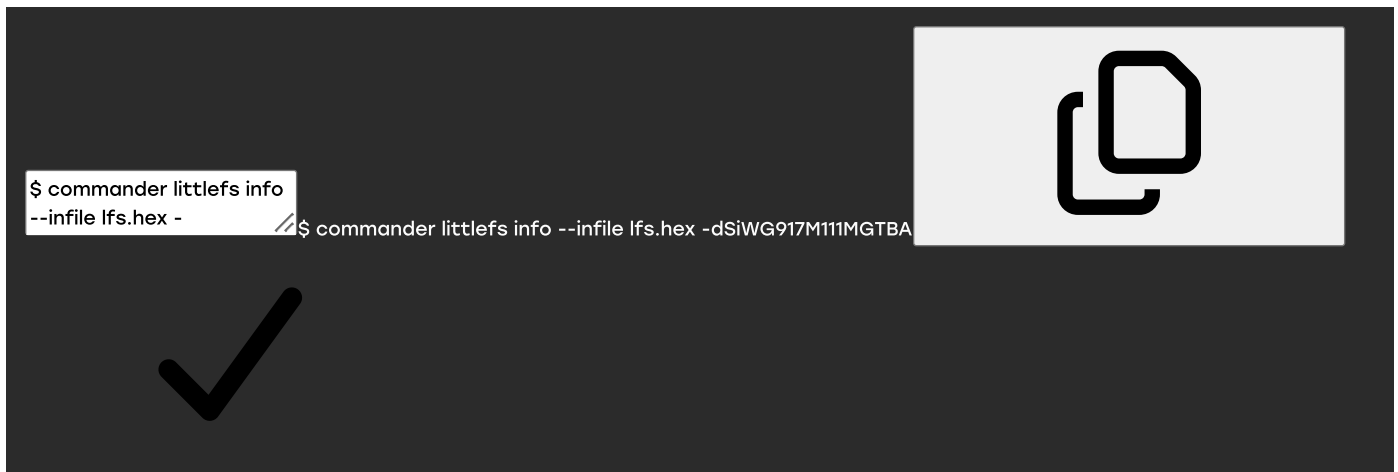 $ commander littlefs info
--infile lfs.hex -
$ commander littlefs info --infile lfs.hex -dSiWG917M111MGTBA